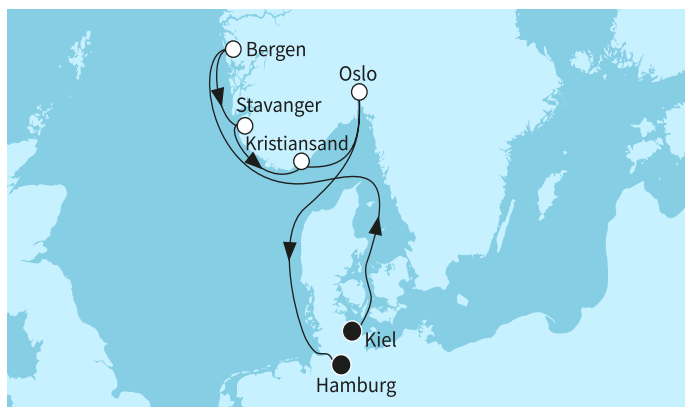 Bergen
Oslo
Stavanger
Kristiansand
Kiel
Hamburg